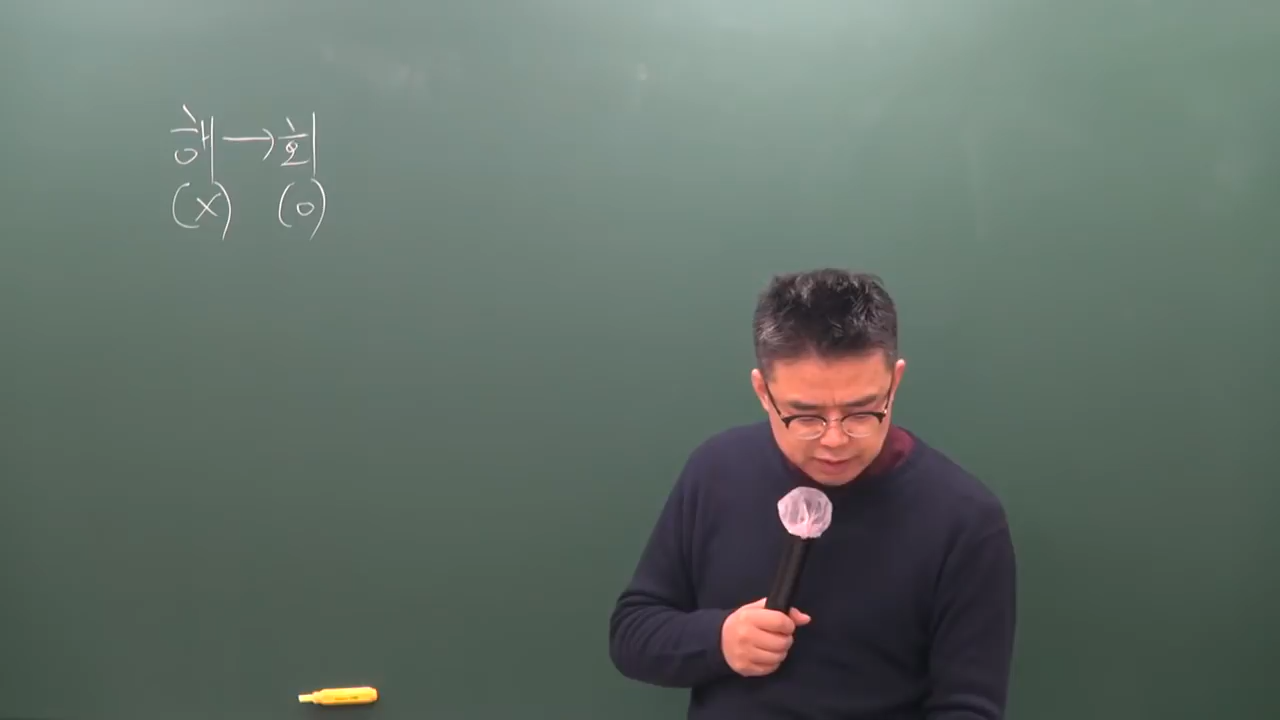 해 → 회
(X) (O)